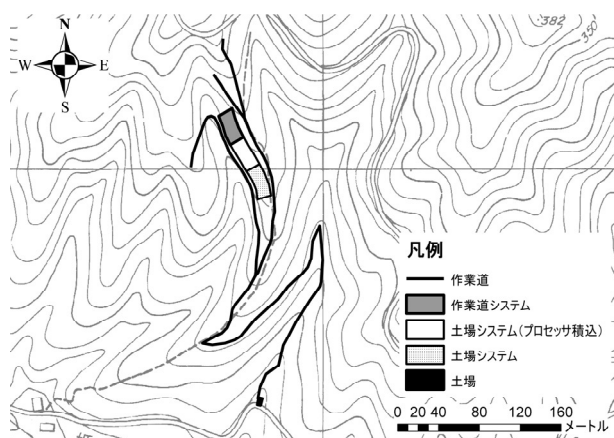 N
W E
S
382
350
凡例
作業道
作業道システム
土場システム(プロセッサ積込)
土場システム
土場
0 20 40 80 120 160
メートル